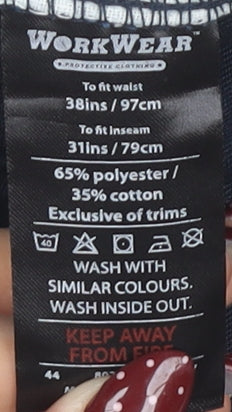 WORKWEAR™
PROTECTIVE CLOTHING
To fit waist
38ins / 97cm
To fit Inseam
31ins / 79cm
65% polyester /
35% cotton
Exclusive of trims
40
WASH WITH
SIMILAR COLOURS.
WASH INSIDE OUT.
KEEP AWAY
FROM FIRE
44